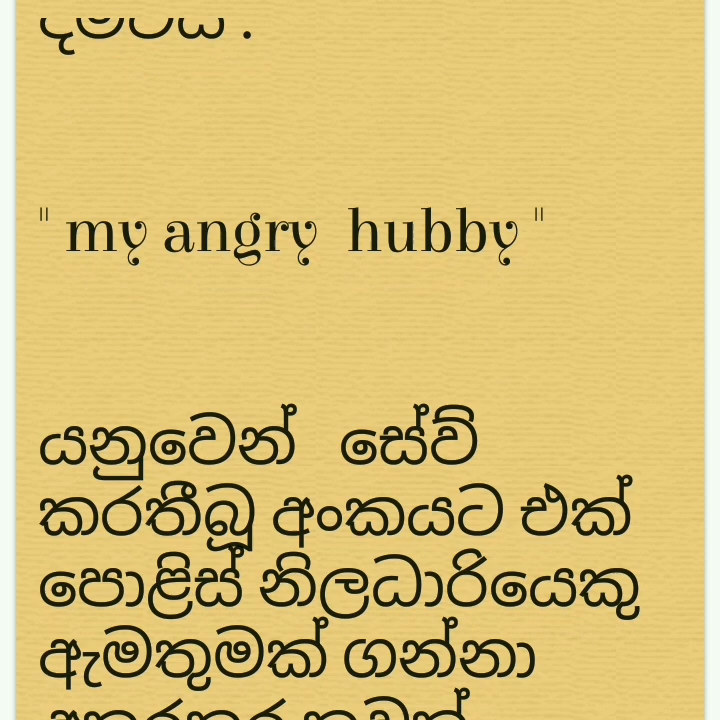 " my angry hubby "
යනුවෙන් සේව්
කරතීබූ අංකයට එක්
පොළිස් නිලධාරියෙකු
ඇමතුමක් ගන්නා